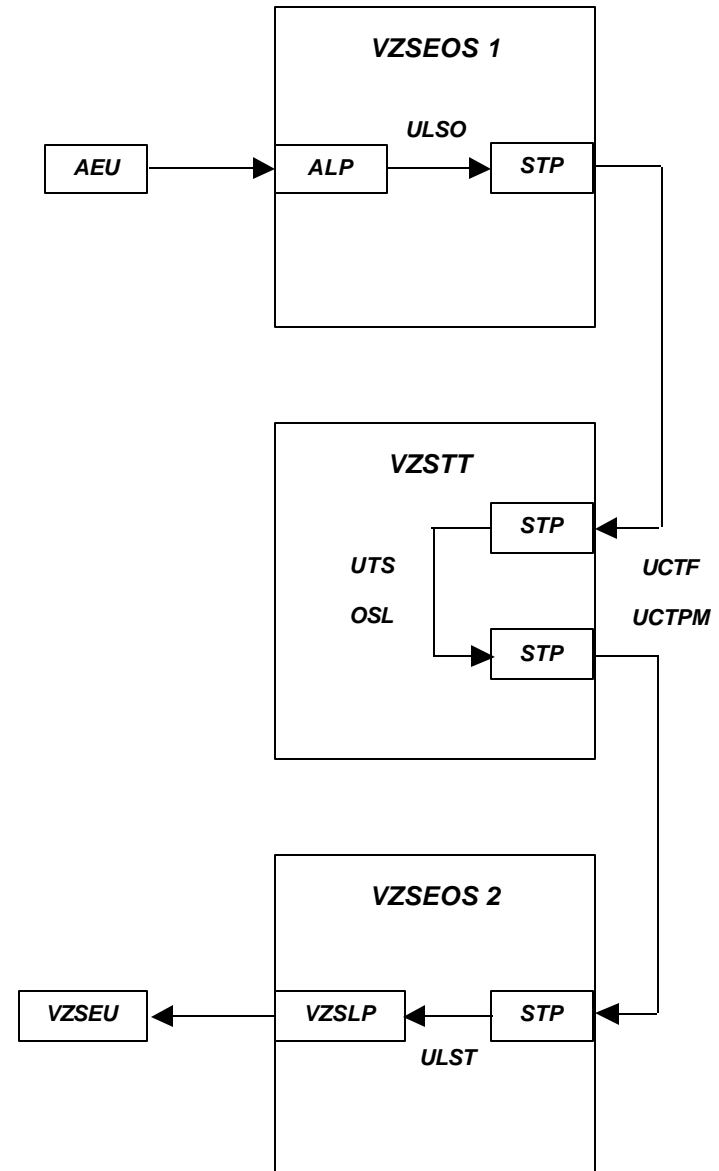 VZSEOS 1
ULSO
AEU
ALP
STP
VZSTT
STP
UTS
UCTF
OSL
UCTPM
STP
VZSEOS 2
VZSEU
VZSLP
STP
ULST